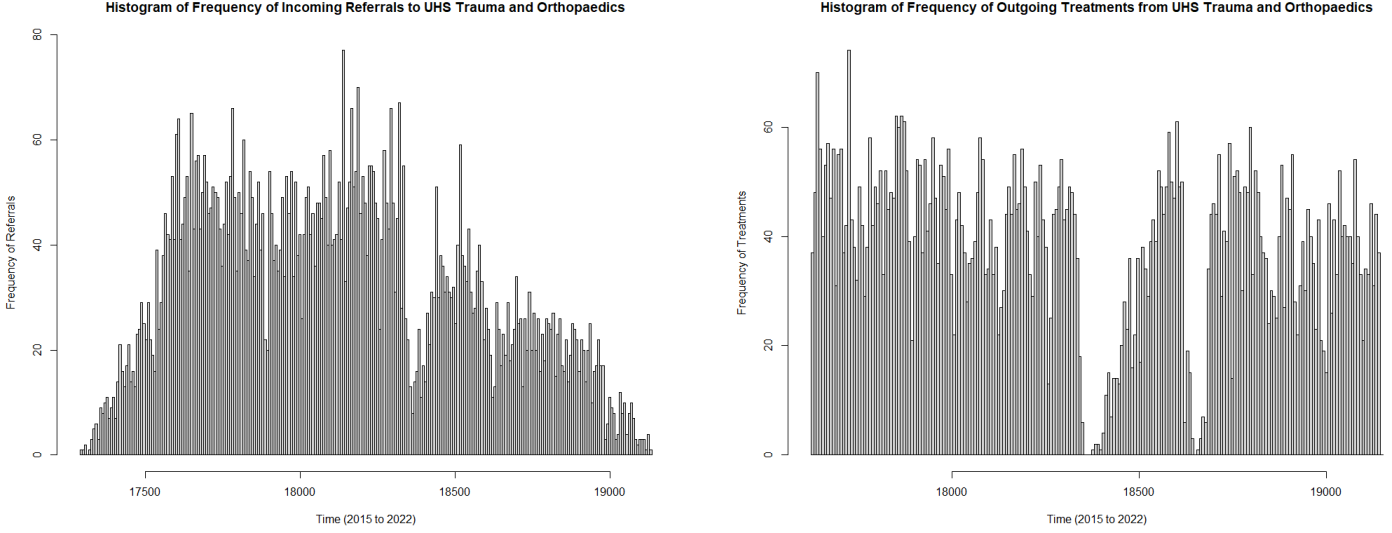 Histogram of Frequency of Incoming Referrals to UHS Trauma and Orthopaedics
80
60
40
20
0
Frequency of Referrals
17500 18000 18500 19000
Time (2015 to 2022)
Histogram of Frequency of Outgoing Treatments from UHS Trauma and Orthopaedics
60
40
20
0
Frequency of Treatments
18000 18500 19000
Time (2015 to 2022)